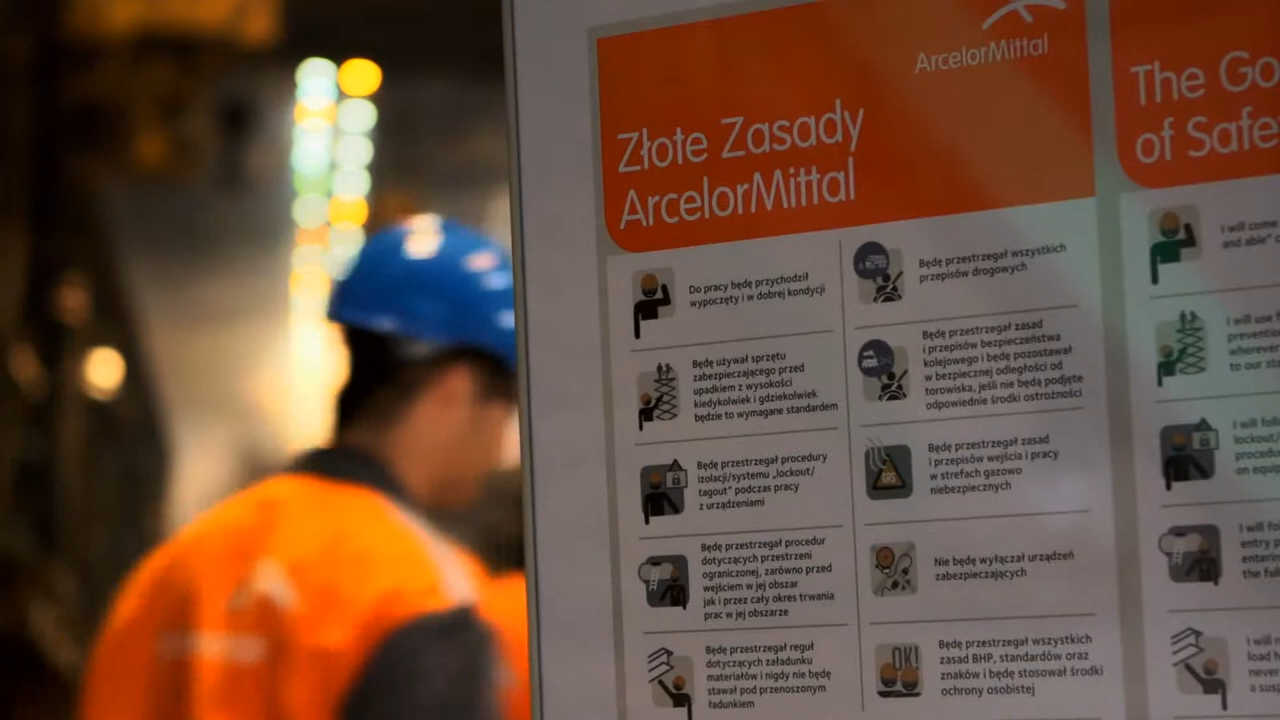 ArcelorMittal
Złote Zasady
ArcelorMittal
Do pracy będę przychodził
wypoczęty i w dobrej kondycji
Będę używał sprzętu
zabezpieczającego przed
upadkiem z wysokości
kiedykolwiek i gdziekolwiek
będzie to wymagane standardem
Będę przestrzegał procedury
izolacji/systemu „lockout/
tagout” podczas pracy
z urządzeniami
Będę przestrzegał procedur
dotyczących przestrzeni
ograniczonej, zarówno przed
wejściem w jej obszar
jak i przez cały okres trwania
prac w jej obszarze
Będę przestrzegał reguł
dotyczących załadunku
materiałów i nigdy nie będę
stawał pod przenoszonym
ładunkiem
Będę przestrzegał wszystkich
przepisów drogowych
Będę przestrzegał zasad
i przepisów bezpieczeństwa
kolejowego i będę pozostawał
w bezpiecznej odległości od
torowiska, jeśli nie będą podjęte
odpowiednie środki ostrożności
GAS
Będę przestrzegał zasad
i przepisów wejścia i pracy
w strefach gazowo
niebezpiecznych
Nie będę wyłączał urządzeń
zabezpieczających
OK!
Będę przestrzegał wszystkich
zasad BHP, standardów oraz
znaków i będę stosował środki
ochrony osobistej
The Go
of Safe
I will come
and able"
I will use
prevention
wherever
to our sta
I will foll
lockout/
procedu
on equip
I will fo
entry p
enterin
the full
I will n
load h
never
a susp